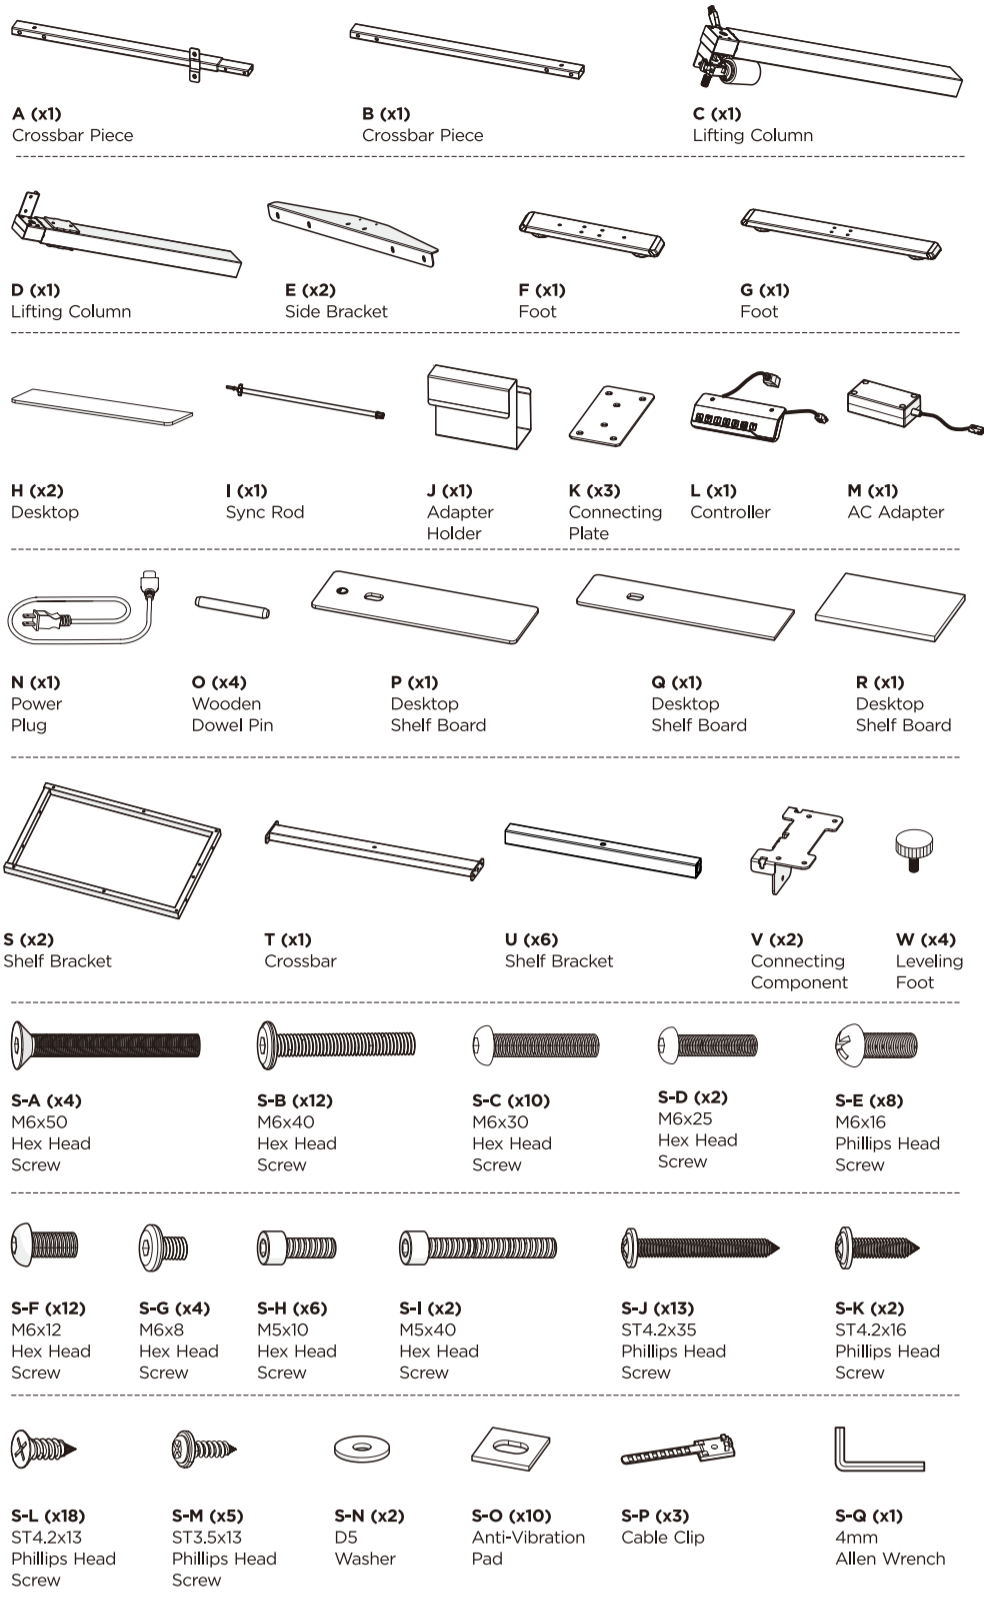 A (x1)
Crossbar Piece
B (x1)
Crossbar Piece
C (x1)
Lifting Column
D (x1)
Lifting Column
E (x2)
Side Bracket
F (x1)
Foot
G (x1)
Foot
H (x2)
Desktop
I (x1)
Sync Rod
J (x1)
Adapter
Holder
K (x3)
Connecting
Plate
L (x1)
Controller
M (x1)
AC Adapter
N (x1)
Power
Plug
O (x4)
Wooden
Dowel Pin
P (x1)
Desktop
Shelf Board
Q (x1)
Desktop
Shelf Board
R (x1)
Desktop
Shelf Board
S (x2)
Shelf Bracket
T (x1)
Crossbar
U (x6)
Shelf Bracket
V (x2)
Connecting
Component
W (x4)
Leveling
Foot
S-A (x4)
M6x50
Hex Head
Screw
S-B (x12)
M6x40
Hex Head
Screw
S-C (x10)
M6x30
Hex Head
Screw
S-D (x2)
M6x25
Hex Head
Screw
S-E (x8)
M6x16
Phillips Head
Screw
S-F (x12)
M6x12
Hex Head
Screw
S-G (x4)
M6x8
Hex Head
Screw
S-H (x6)
M5x10
Hex Head
Screw
S-I (x2)
M5x40
Hex Head
Screw
S-J (x13)
ST4.2x35
Phillips Head
Screw
S-K (x2)
ST4.2x16
Phillips Head
Screw
S-L (x18)
ST4.2x13
Phillips Head
Screw
S-M (x5)
ST3.5x13
Phillips Head
Screw
S-N (x2)
D5
Washer
S-O (x10)
Anti-Vibration
Pad
S-P (x3)
Cable Clip
S-Q (x1)
4mm
Allen Wrench